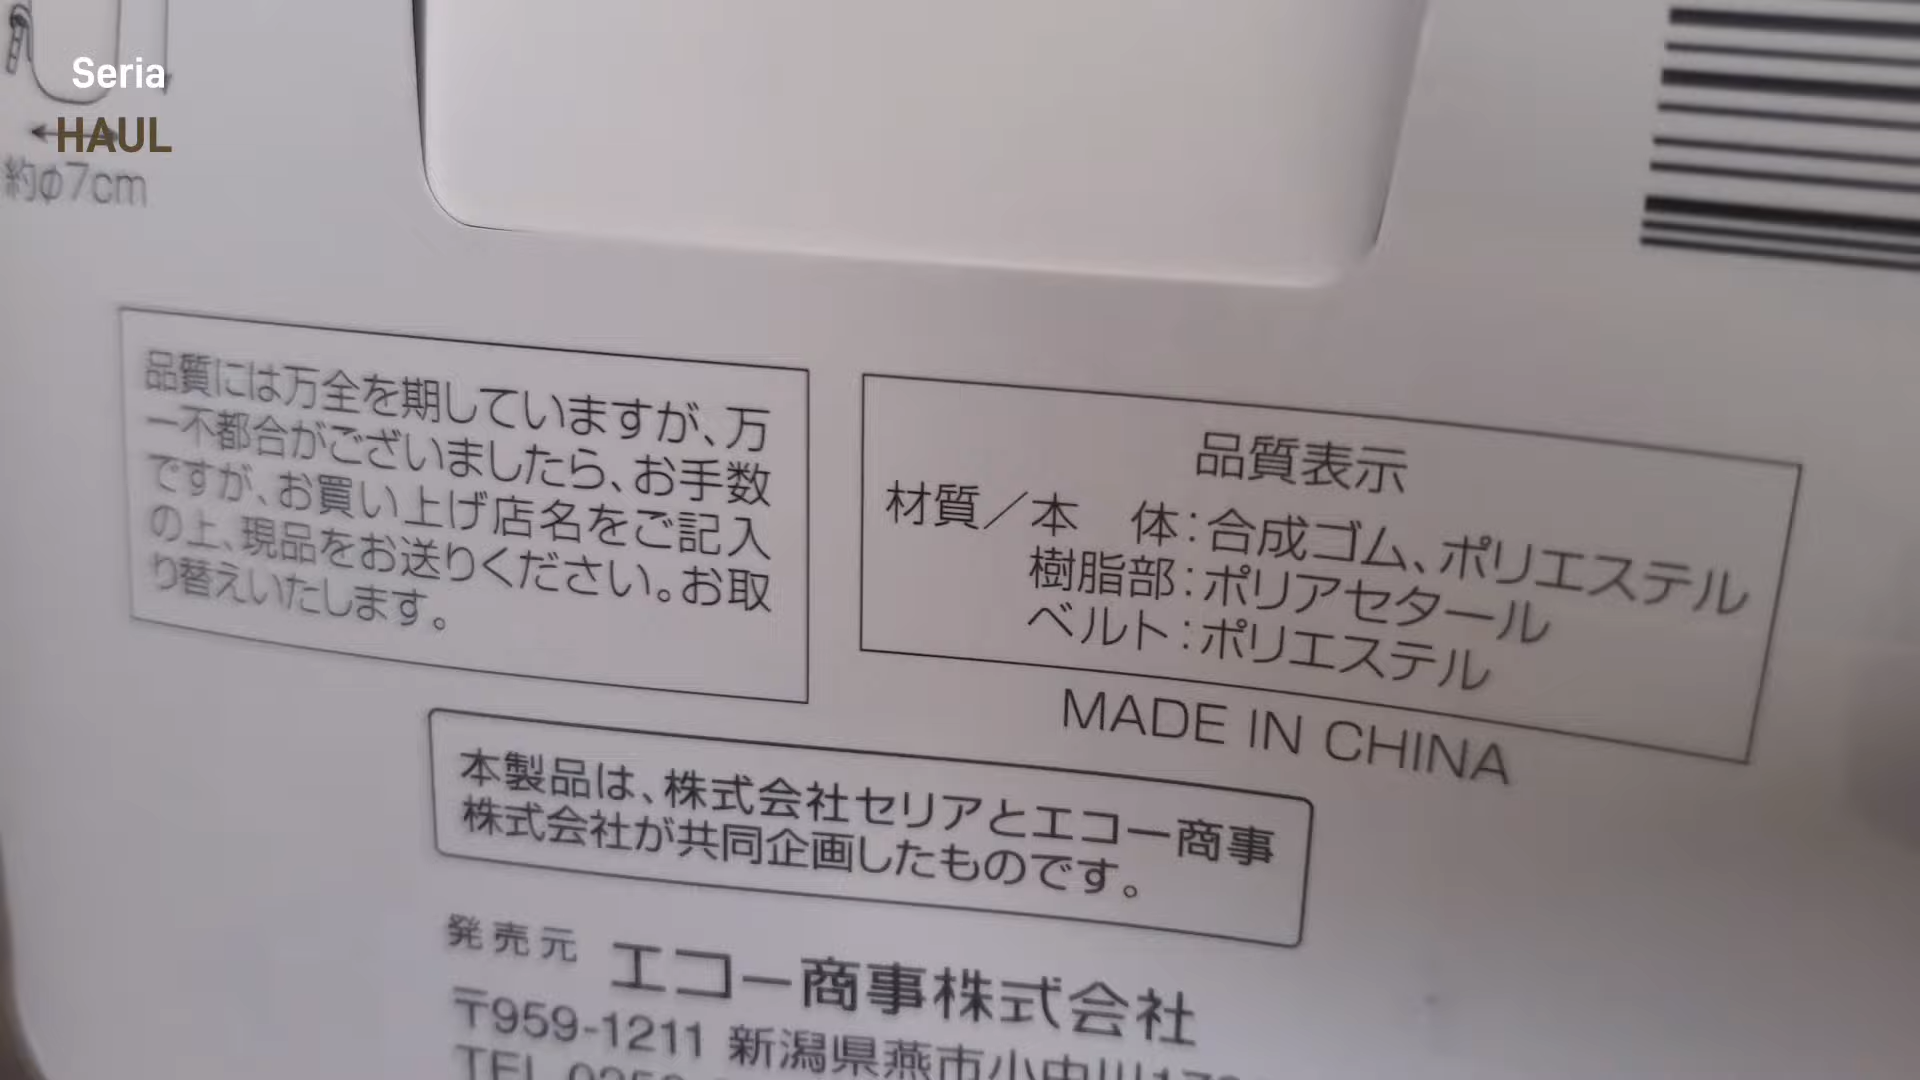 Seria
HAUL
約φ7cm
品質には万全を期していますが、万
一不都合がございましたら、お手数
ですが、お買い上げ店名をご記入
の上、現品をお送りください。お取
り替えいたします。
品質表示
材質／本　体：合成ゴム、ポリエステル
樹脂部：ポリアセタール
ベルト：ポリエステル
MADE IN CHINA
本製品は、株式会社セリアとエコー商事
株式会社が共同企画したものです。
発売元 エコー商事株式会社
〒959-1211 新潟県燕市小中川
TEL